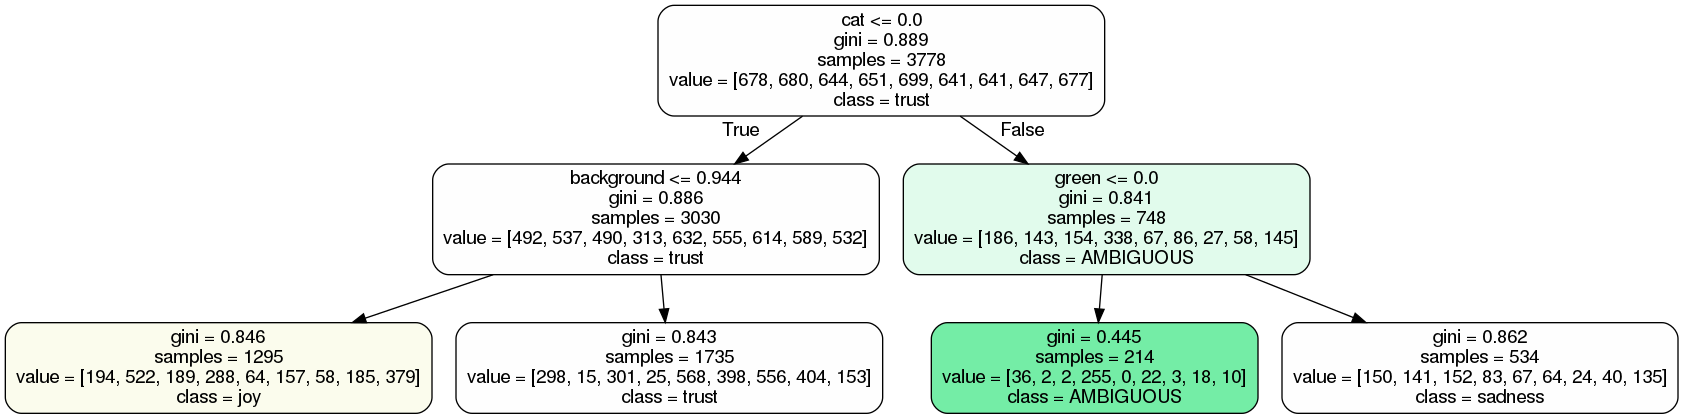 cat <= 0.0
gini = 0.889
samples = 3778
value = [678, 680, 644, 651, 699, 641, 641, 647, 677]
class = trust
True
False
background <= 0.944
gini = 0.886
samples = 3030
value = [492, 537, 490, 313, 632, 555, 614, 589, 532]
class = trust
green <= 0.0
gini = 0.841
samples = 748
value = [186, 143, 154, 338, 67, 86, 27, 58, 145]
class = AMBIGUOUS
gini = 0.846
samples = 1295
value = [194, 522, 189, 288, 64, 157, 58, 185, 379]
class = joy
gini = 0.843
samples = 1735
value = [298, 15, 301, 25, 568, 398, 556, 404, 153]
class = trust
gini = 0.445
samples = 214
value = [36, 2, 2, 255, 0, 22, 3, 18, 10]
class = AMBIGUOUS
gini = 0.862
samples = 534
value = [150, 141, 152, 83, 67, 64, 24, 40, 135]
class = sadness